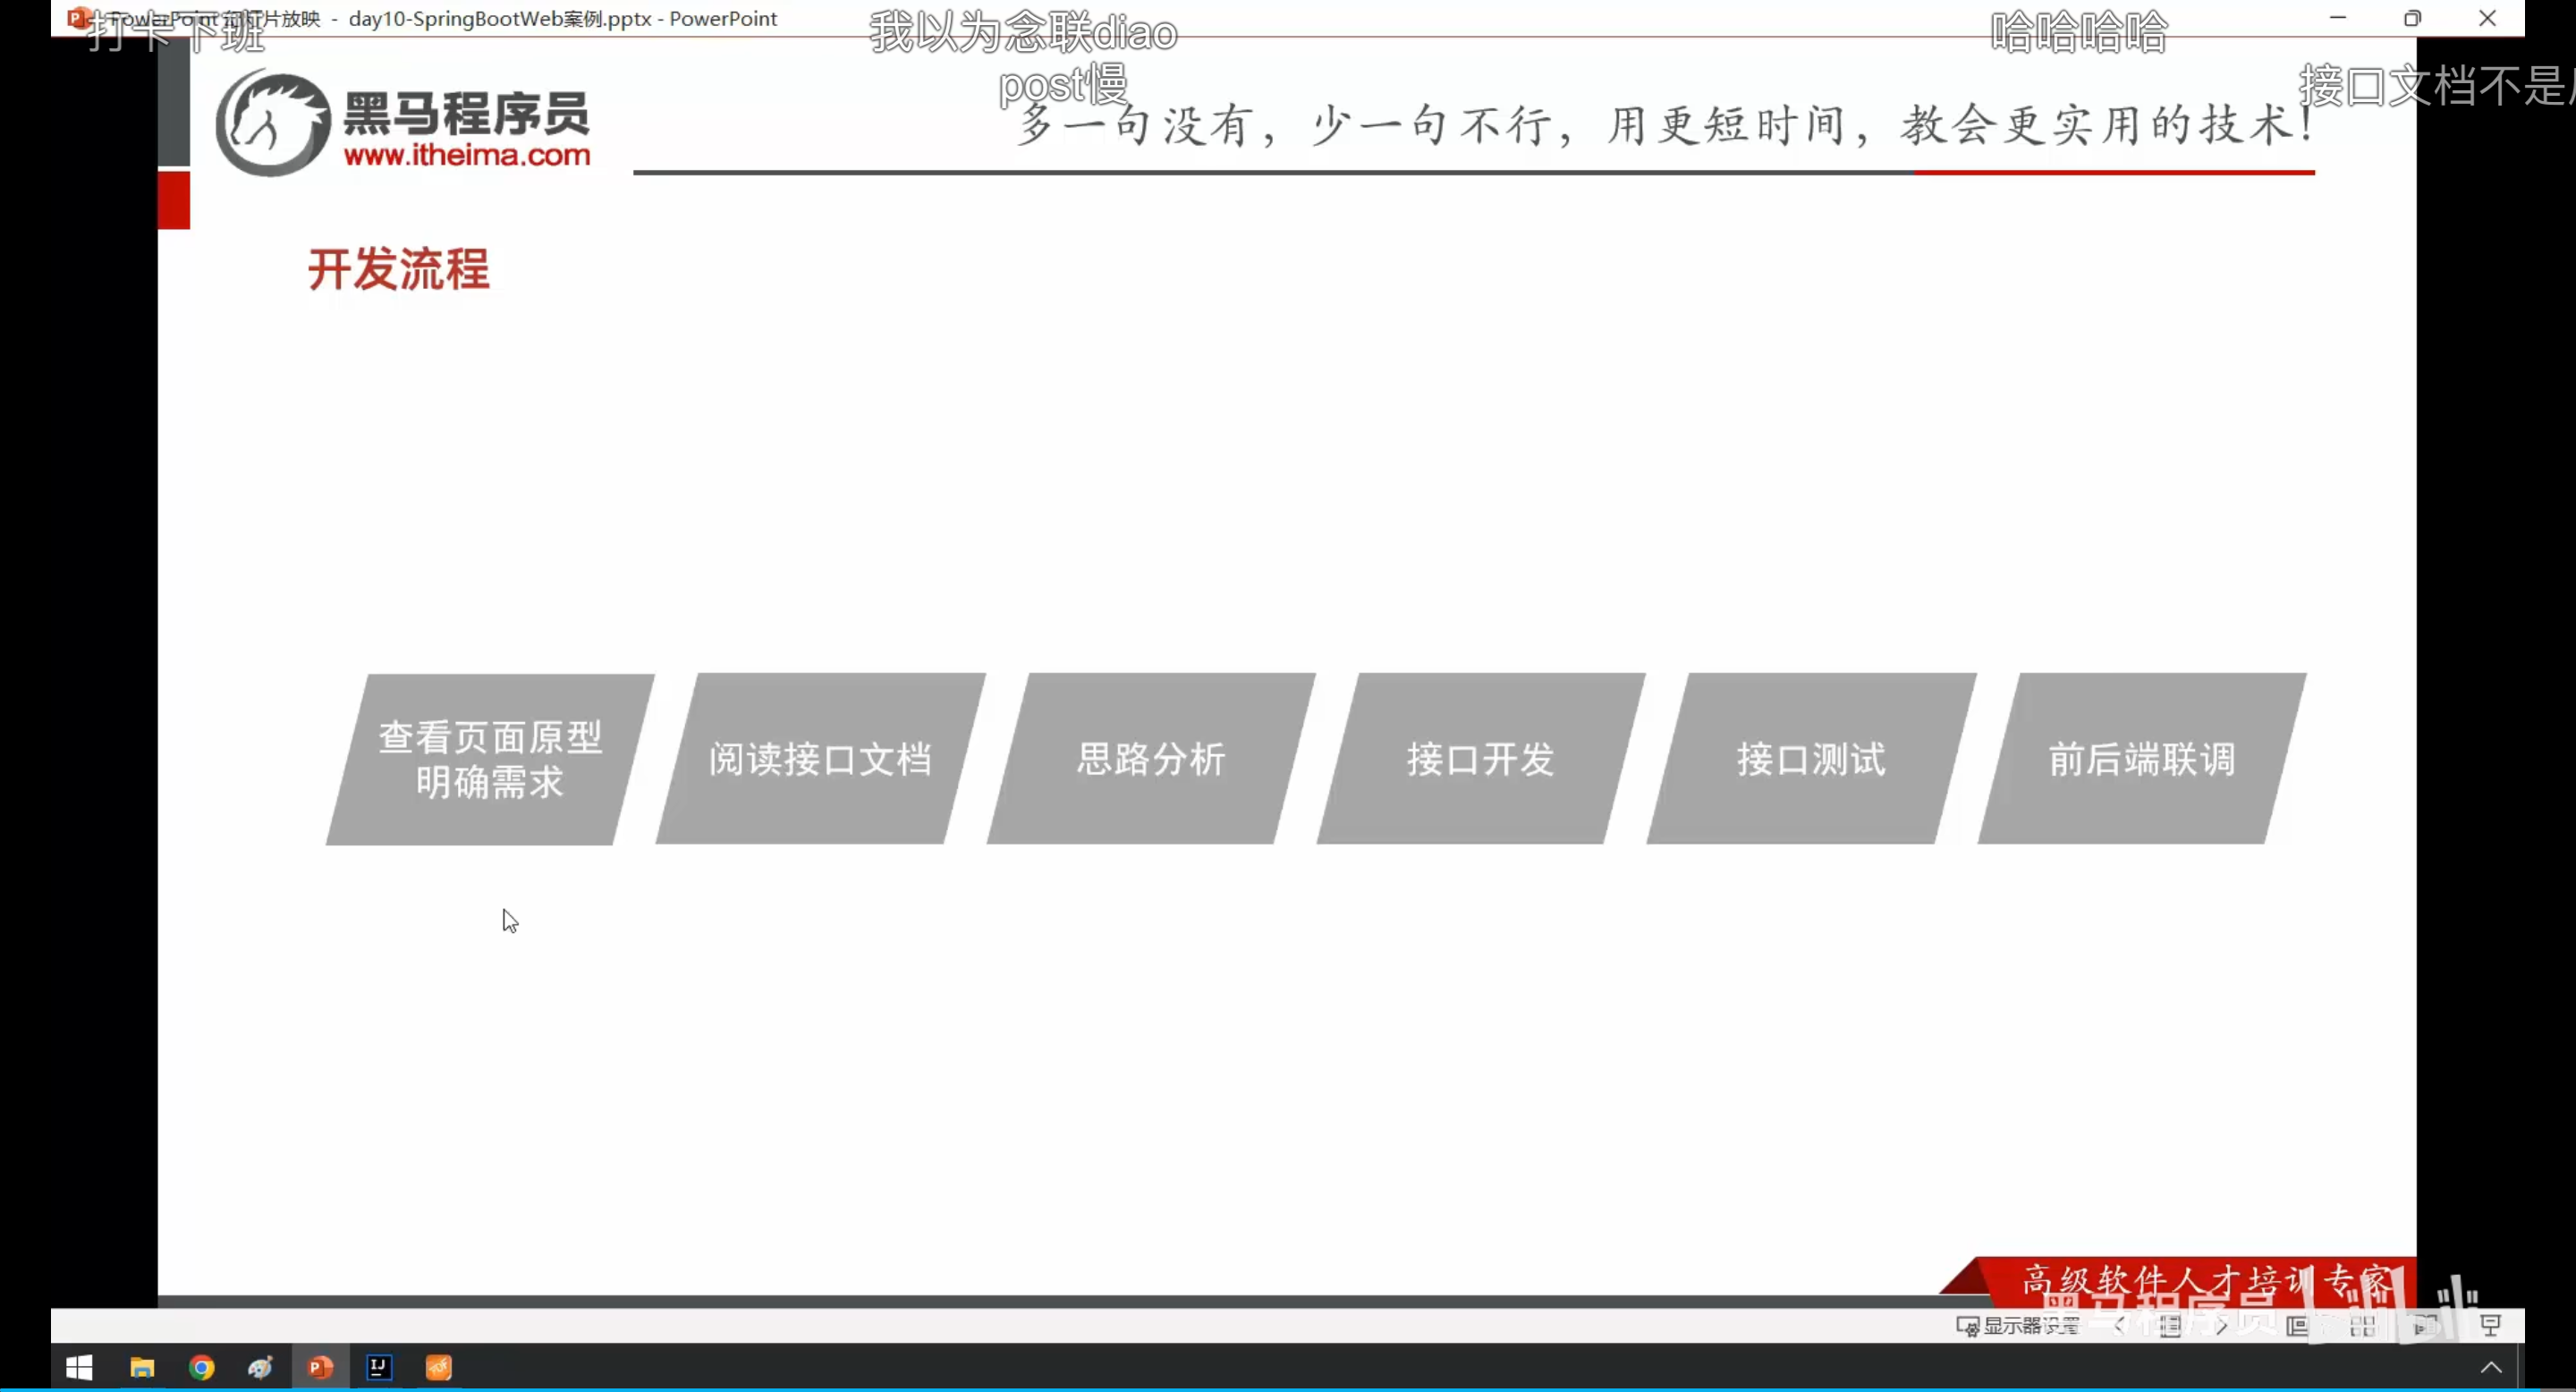 PowerPoint 幻灯片放映 - day10-SpringBootWeb案例.pptx - PowerPoint
打卡下班
我以为念联diao
哈哈哈哈
post慢
接口文档不是
黑马程序员
www.itheima.com
多一句没有，少一句不行，用更短时间，教会更实用的技术！
开发流程
查看页面原型
明确需求
阅读接口文档
思路分析
接口开发
接口测试
前后端联调
高级软件人才培训专家
黑马程序员
显示器设置